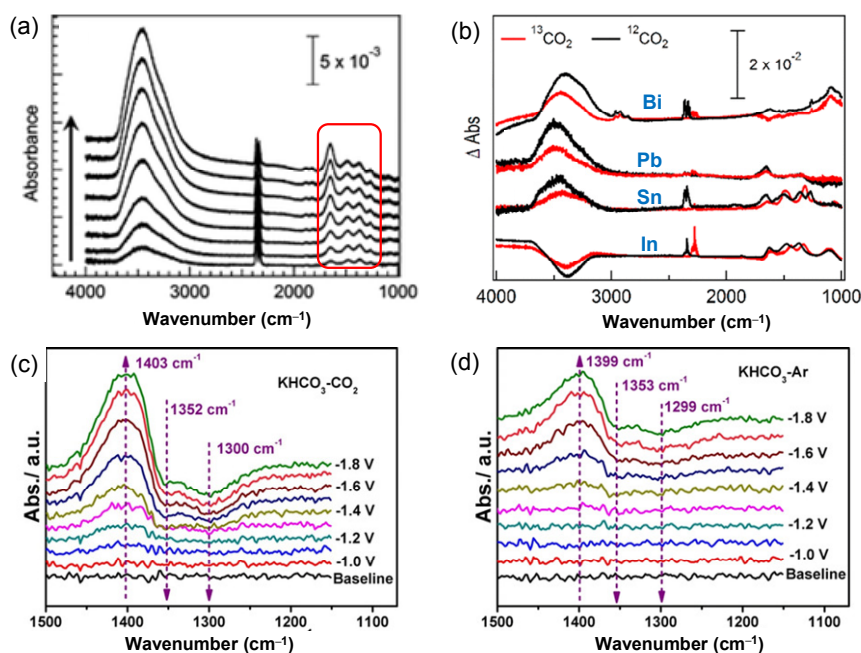 (a)
5 x 10⁻³
Absorbance
4000 3000 2000 1000
Wavenumber (cm⁻¹)
(b)
¹³CO₂ ¹²CO₂
2 x 10⁻²
Bi
Pb
Sn
In
Δ Abs
4000 3000 2000 1000
Wavenumber (cm⁻¹)
(c)
1403 cm⁻¹
KHCO₃-CO₂
1352 cm⁻¹
1300 cm⁻¹
-1.8 V
-1.6 V
-1.4 V
-1.2 V
-1.0 V
Baseline
Abs./ a.u.
1500 1400 1300 1200 1100
Wavenumber (cm⁻¹)
(d)
1399 cm⁻¹
KHCO₃-Ar
1353 cm⁻¹
1299 cm⁻¹
-1.8 V
-1.6 V
-1.4 V
-1.2 V
-1.0 V
Baseline
Abs./ a.u.
1500 1400 1300 1200 1100
Wavenumber (cm⁻¹)